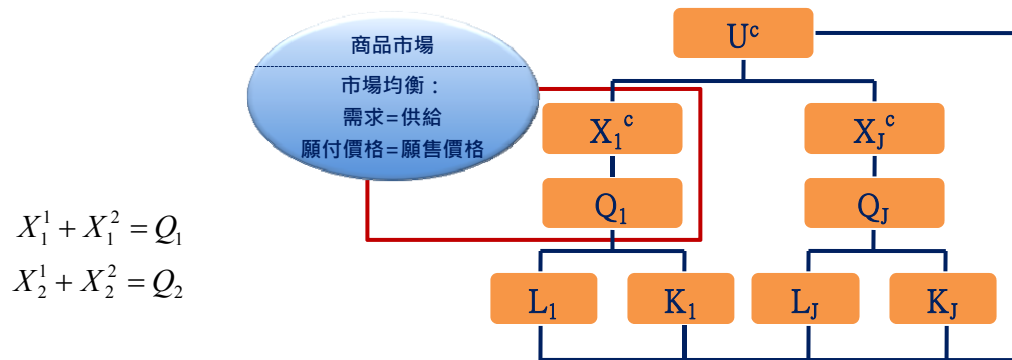 商品市場
市場均衡：
需求=供給
願付價格=願售價格
U^c
X_1^c X_J^c
Q_1 Q_J
L_1 K_1 L_J K_J
X_1^1 + X_1^2 = Q_1
X_2^1 + X_2^2 = Q_2